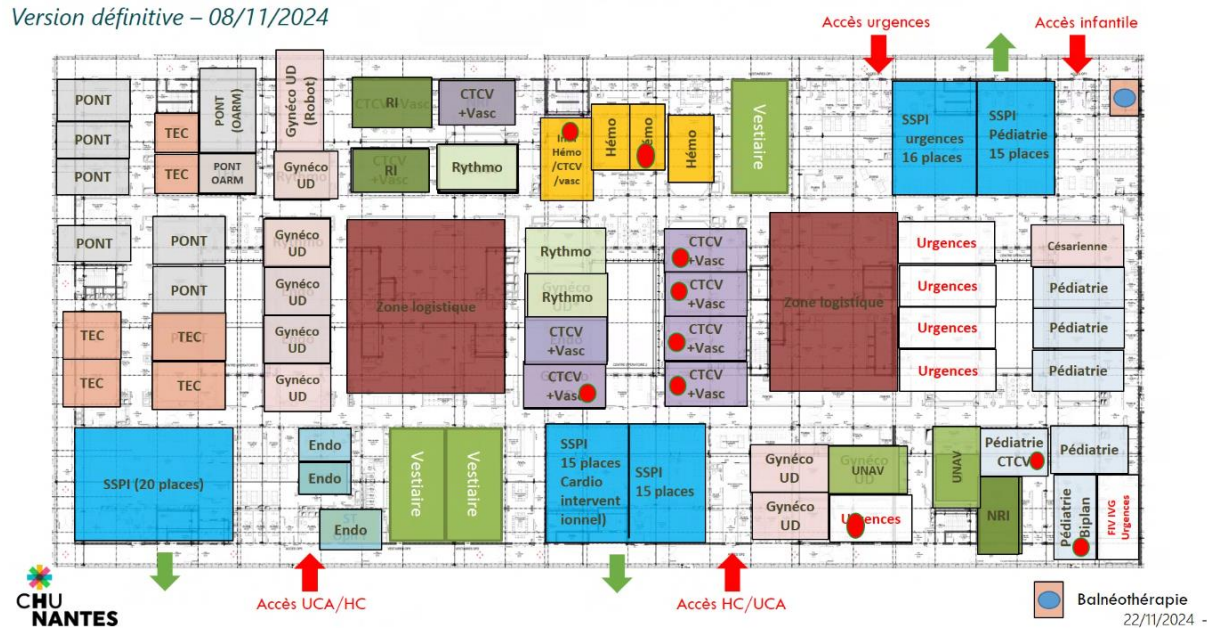 Version définitive – 08/11/2024
Accès urgences
Accès infantile
PONT
PONT
PONT
TEC
TEC
PONT
(OARM)
PONT
OARM
Gynéco UD
(Robot)
Gynéco
UD
RI
RI
CTCV
+Vasc
Rythmo
Hémo
/CTCV
/vasc
Hémo
Hémo
Hémo
Vestiaire
SSPI
urgences
16 places
SSPI
Pédiatrie
15 places
PONT
PONT
PONT
TEC
TEC
TEC
TEC
Gynéco
UD
Gynéco
UD
Gynéco
UD
Gynéco
UD
Zone logistique
Rythmo
Rythmo
CTCV
+Vasc
CTCV
+Vasc
CTCV
+Vasc
CTCV
+Vasc
CTCV
+Vasc
CTCV
+Vasc
Zone logistique
Urgences
Urgences
Urgences
Urgences
Césarienne
Pédiatrie
Pédiatrie
Pédiatrie
SSPI (20 places)
Endo
Endo
Endo
Vestiaire
Vestiaire
SSPI
15 places
Cardio
intervent
ionnel)
SSPI
15 places
Gynéco
UD
Gynéco
UD
UNAV
Urgences
UNAV
Pédiatrie
CTCV
NRI
Pédiatrie
Pédiatrie
Biplan
FIV IVG
Urgences
Accès UCA/HC
Accès HC/UCA
CHU
NANTES
Balnéothérapie
22/11/2024 -